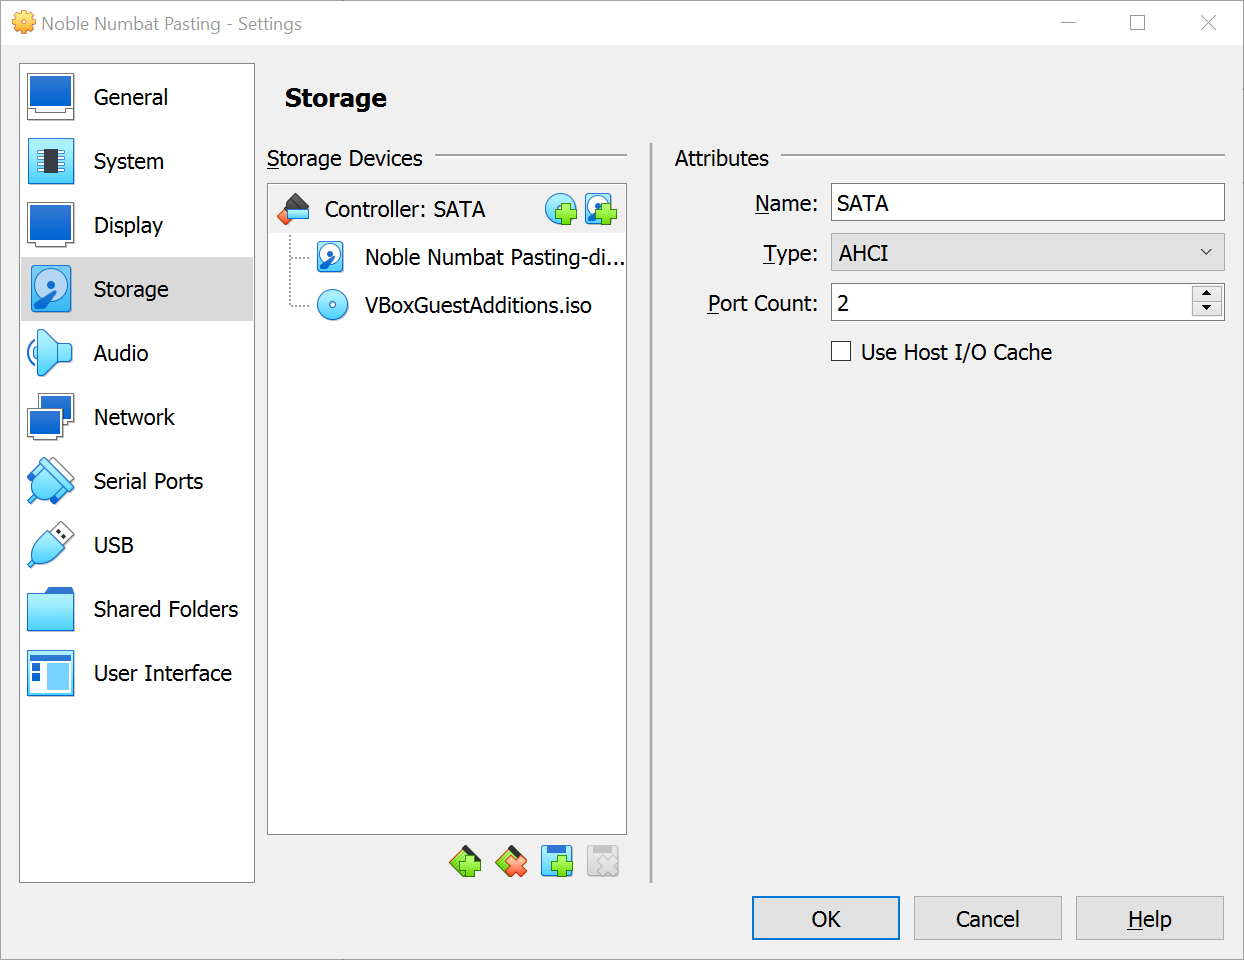 Noble Numbat Pasting - Settings
General
System
Display
Storage
Audio
Network
Serial Ports
USB
Shared Folders
User Interface
Storage
Storage Devices
Controller: SATA
Noble Numbat Pasting-di...
VBoxGuestAdditions.iso
Attributes
Name: SATA
Type: AHCI
Port Count: 2
Use Host I/O Cache
OK Cancel Help